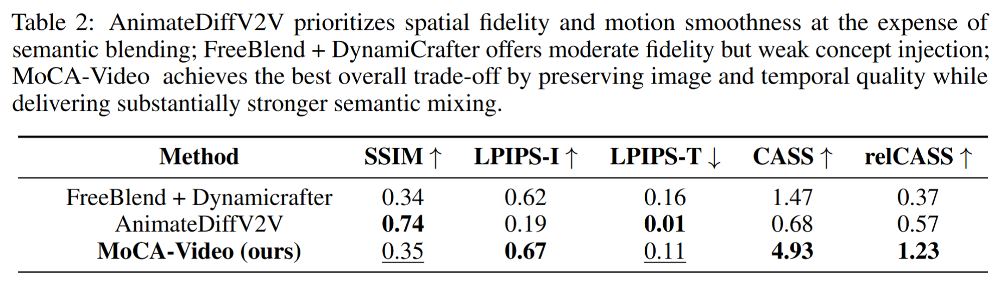 Table 2: AnimateDiffV2V prioritizes spatial fidelity and motion smoothness at the expense of
semantic blending; FreeBlend + DynamiCrafter offers moderate fidelity but weak concept injection;
MoCA-Video achieves the best overall trade-off by preserving image and temporal quality while
delivering substantially stronger semantic mixing.
Method SSIM ↑ LPIPS-I ↑ LPIPS-T ↓ CASS ↑ relCASS ↑
FreeBlend + Dynamicrafter 0.34 0.62 0.16 1.47 0.37
AnimateDiffV2V 0.74 0.19 0.01 0.68 0.57
MoCA-Video (ours) 0.35 0.67 0.11 4.93 1.23